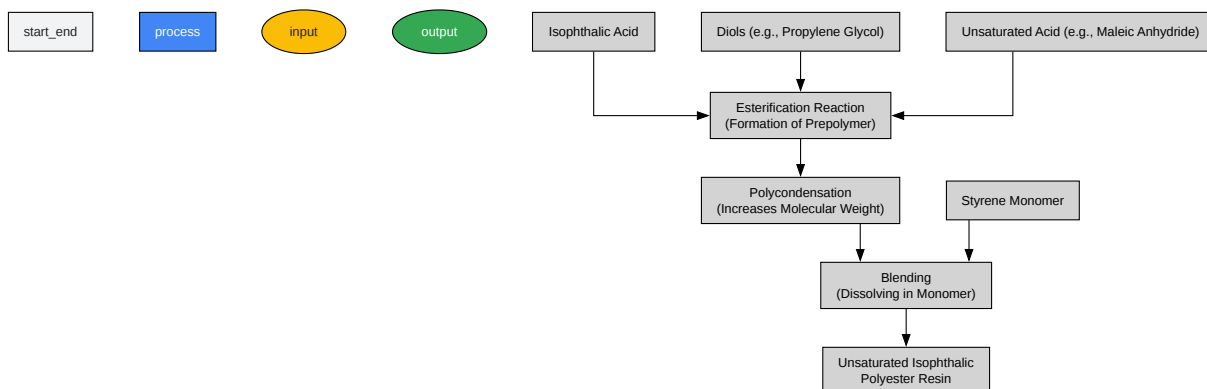 start_end
process
input
output
Isophthalic Acid
Diols (e.g., Propylene Glycol)
Unsaturated Acid (e.g., Maleic Anhydride)
Esterification Reaction
(Formation of Prepolymer)
Polycondensation
(Increases Molecular Weight)
Styrene Monomer
Blending
(Dissolving in Monomer)
Unsaturated Isophthalic
Polyester Resin